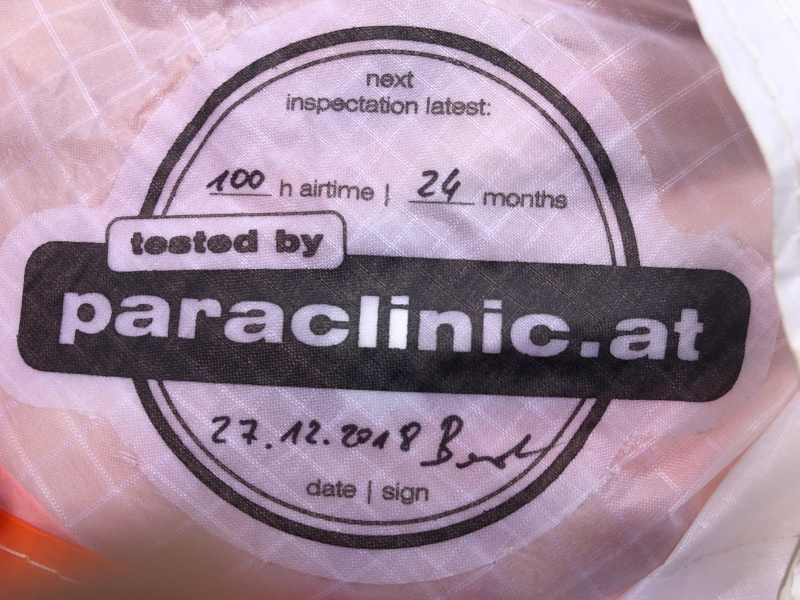 next
inspectation latest:
100 h airtime | 24 months
tested by
paraclinic.at
27.12.2018
date | sign